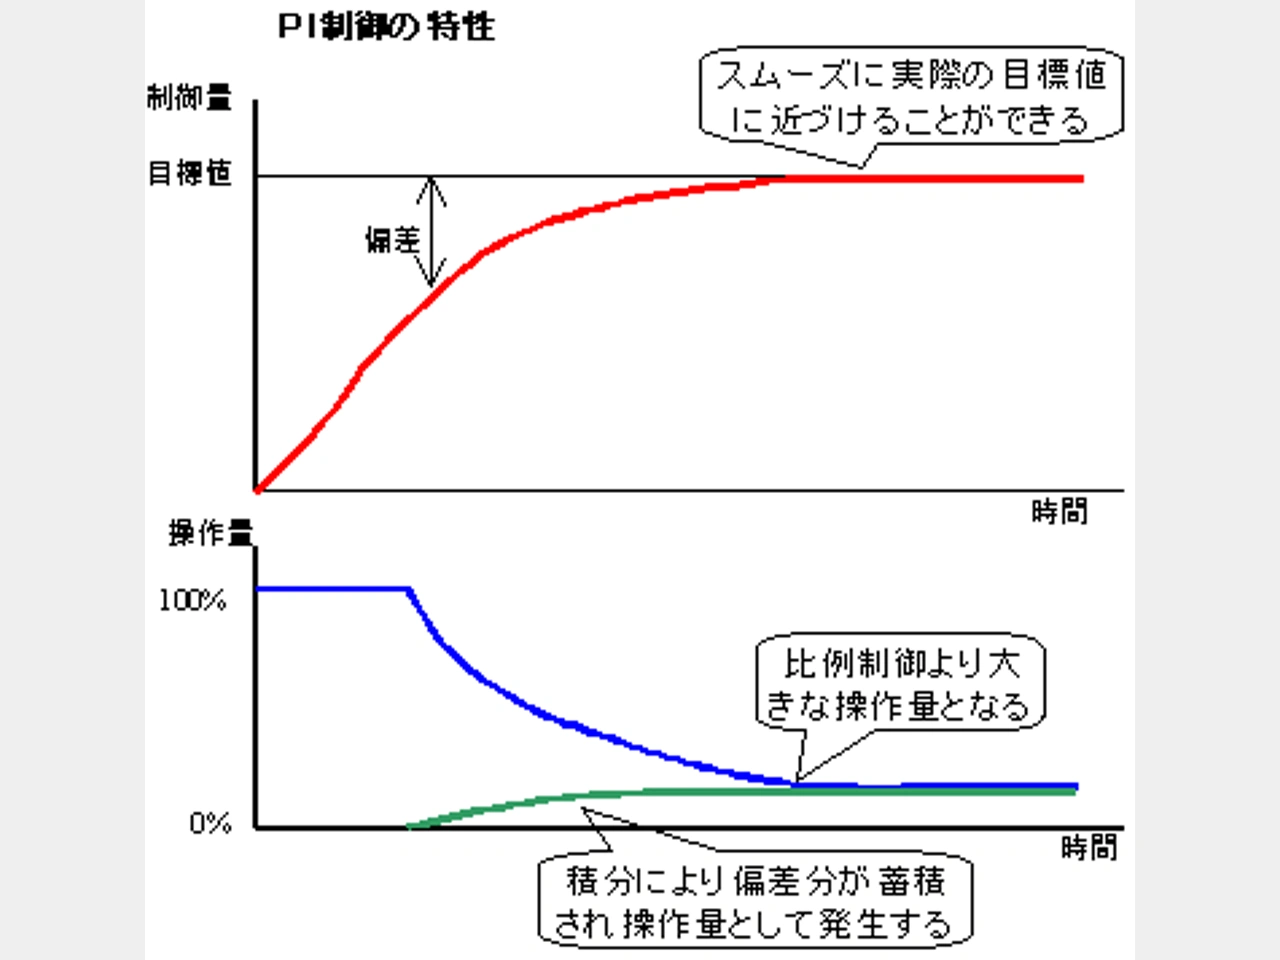 PI制御の特性
スムーズに実際の目標値
に近づけることができる
制御量
目標値
偏差
時間
操作量
100%
比例制御より大
きな操作量となる
0%
時間
積分により偏差分が蓄積
され操作量として発生する